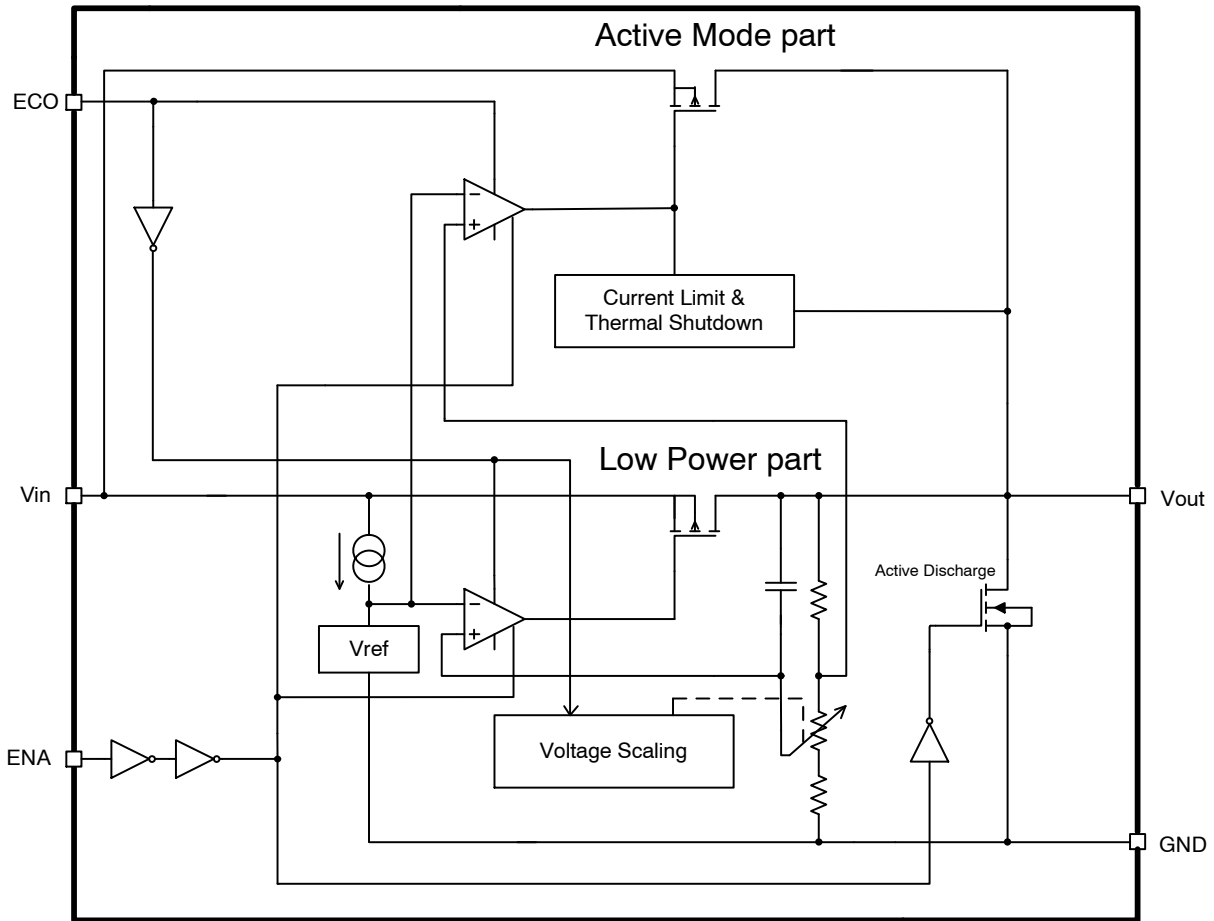 Active Mode part
ECO
−
+
Current Limit &
Thermal Shutdown
Low Power part
Vin
Vout
Active Discharge
−
+
Vref
Voltage Scaling
ENA
GND